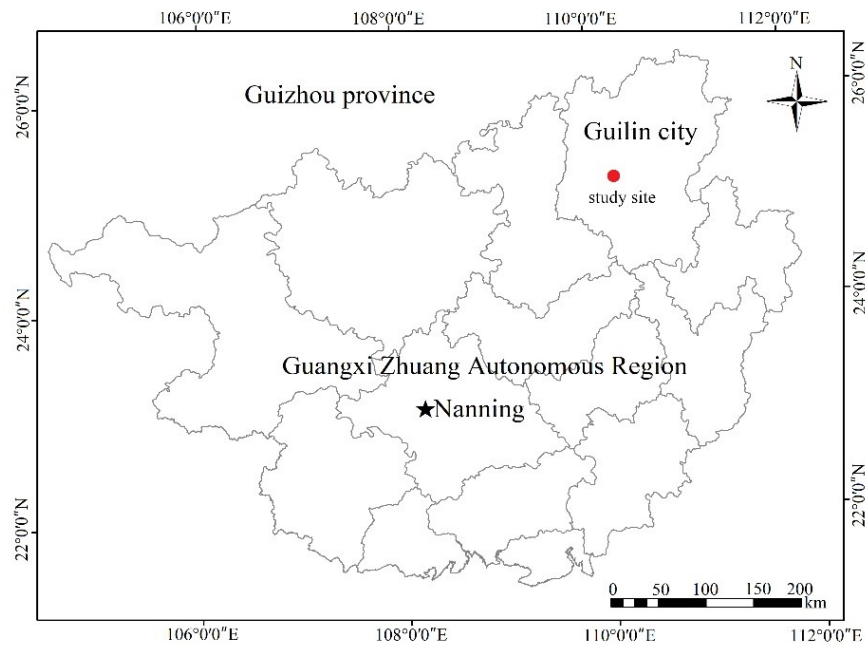 106°0'0"E 108°0'0"E 110°0'0"E 112°0'0"E
26°0'0"N
26°0'0"N
N
Guizhou province
Guilin city
study site
24°0'0"N
24°0'0"N
Guangxi Zhuang Autonomous Region
★Nanning
22°0'0"N
22°0'0"N
0 50 100 150 200
km
106°0'0"E 108°0'0"E 110°0'0"E 112°0'0"E